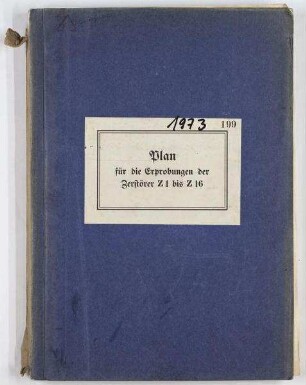 1973 199
Plan
für die Erprobungen der
Zerstörer Z 1 bis Z 16